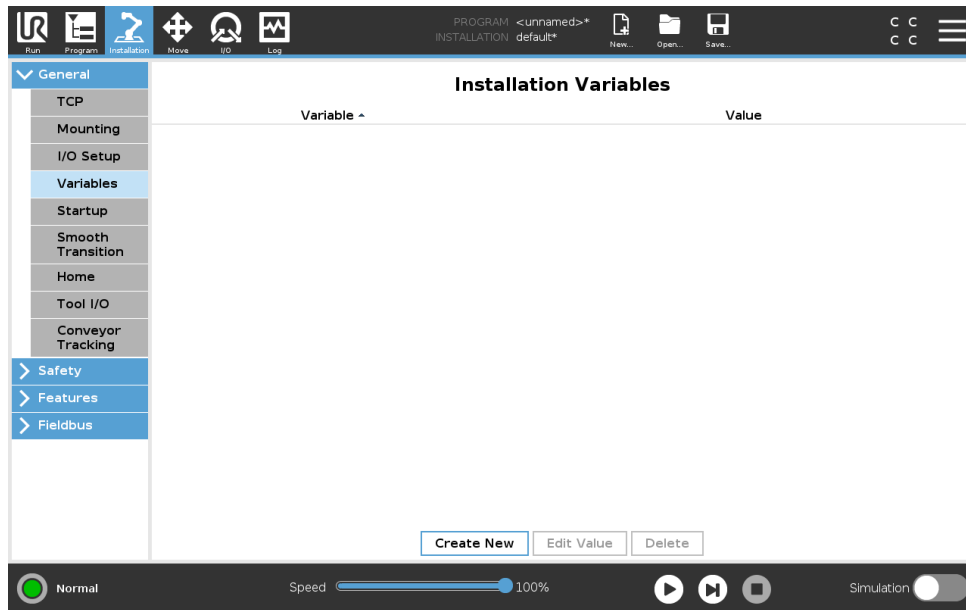 UR
Run
Program
Installation
Move
I/O
Log
PROGRAM <unnamed>*
INSTALLATION default*
New...
Open...
Save...
C C
C C
General
TCP
Mounting
I/O Setup
Variables
Startup
Smooth
Transition
Home
Tool I/O
Conveyor
Tracking
Safety
Features
Fieldbus
Installation Variables
Variable Value
Create New Edit Value Delete
Normal
Speed 100%
Simulation